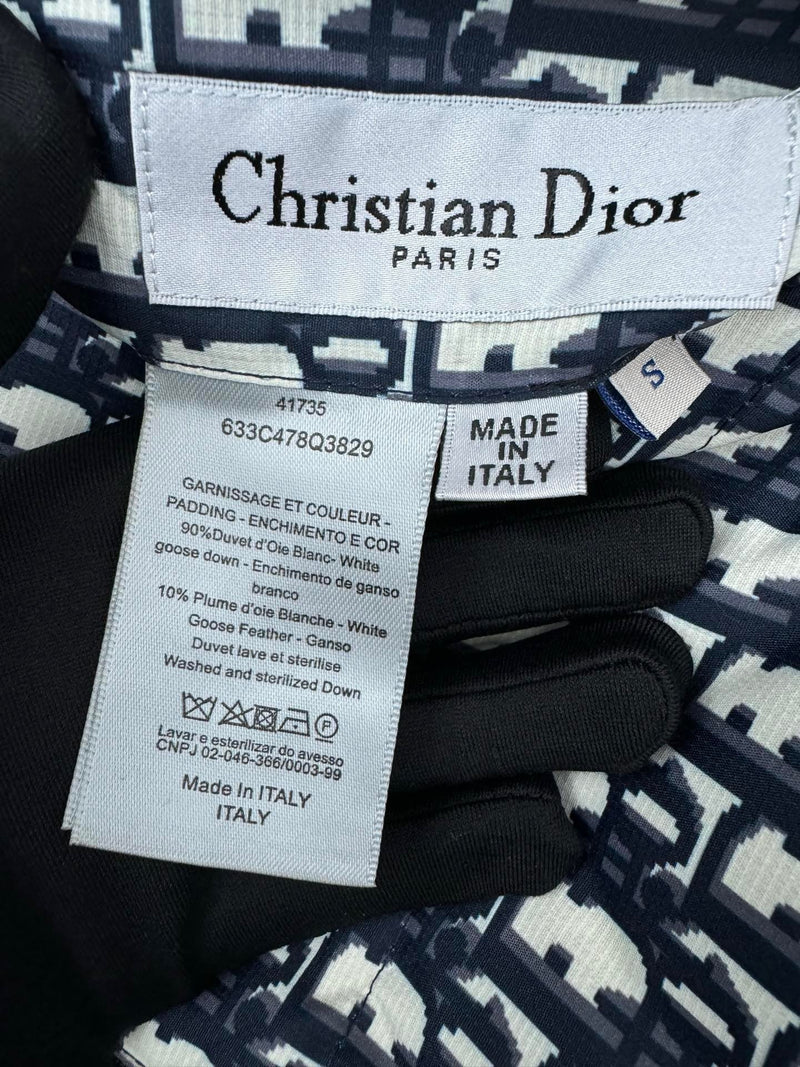 Christian Dior
PARIS
S
MADE
IN
ITALY
41735
633C478Q3829
GARNISSAGE ET COULEUR -
PADDING - ENCHIMENTO E COR
90%Duvet d'Oie Blanc- White
goose down - Enchimento de ganso
branco
10% Plume d'oie Blanche - White
Goose Feather - Ganso
Duvet lave et sterilise
Washed and sterilized Down
P
Lavar e esterilizar do avesso
CNPJ 02-046-366/0003-99
Made In ITALY
ITALY